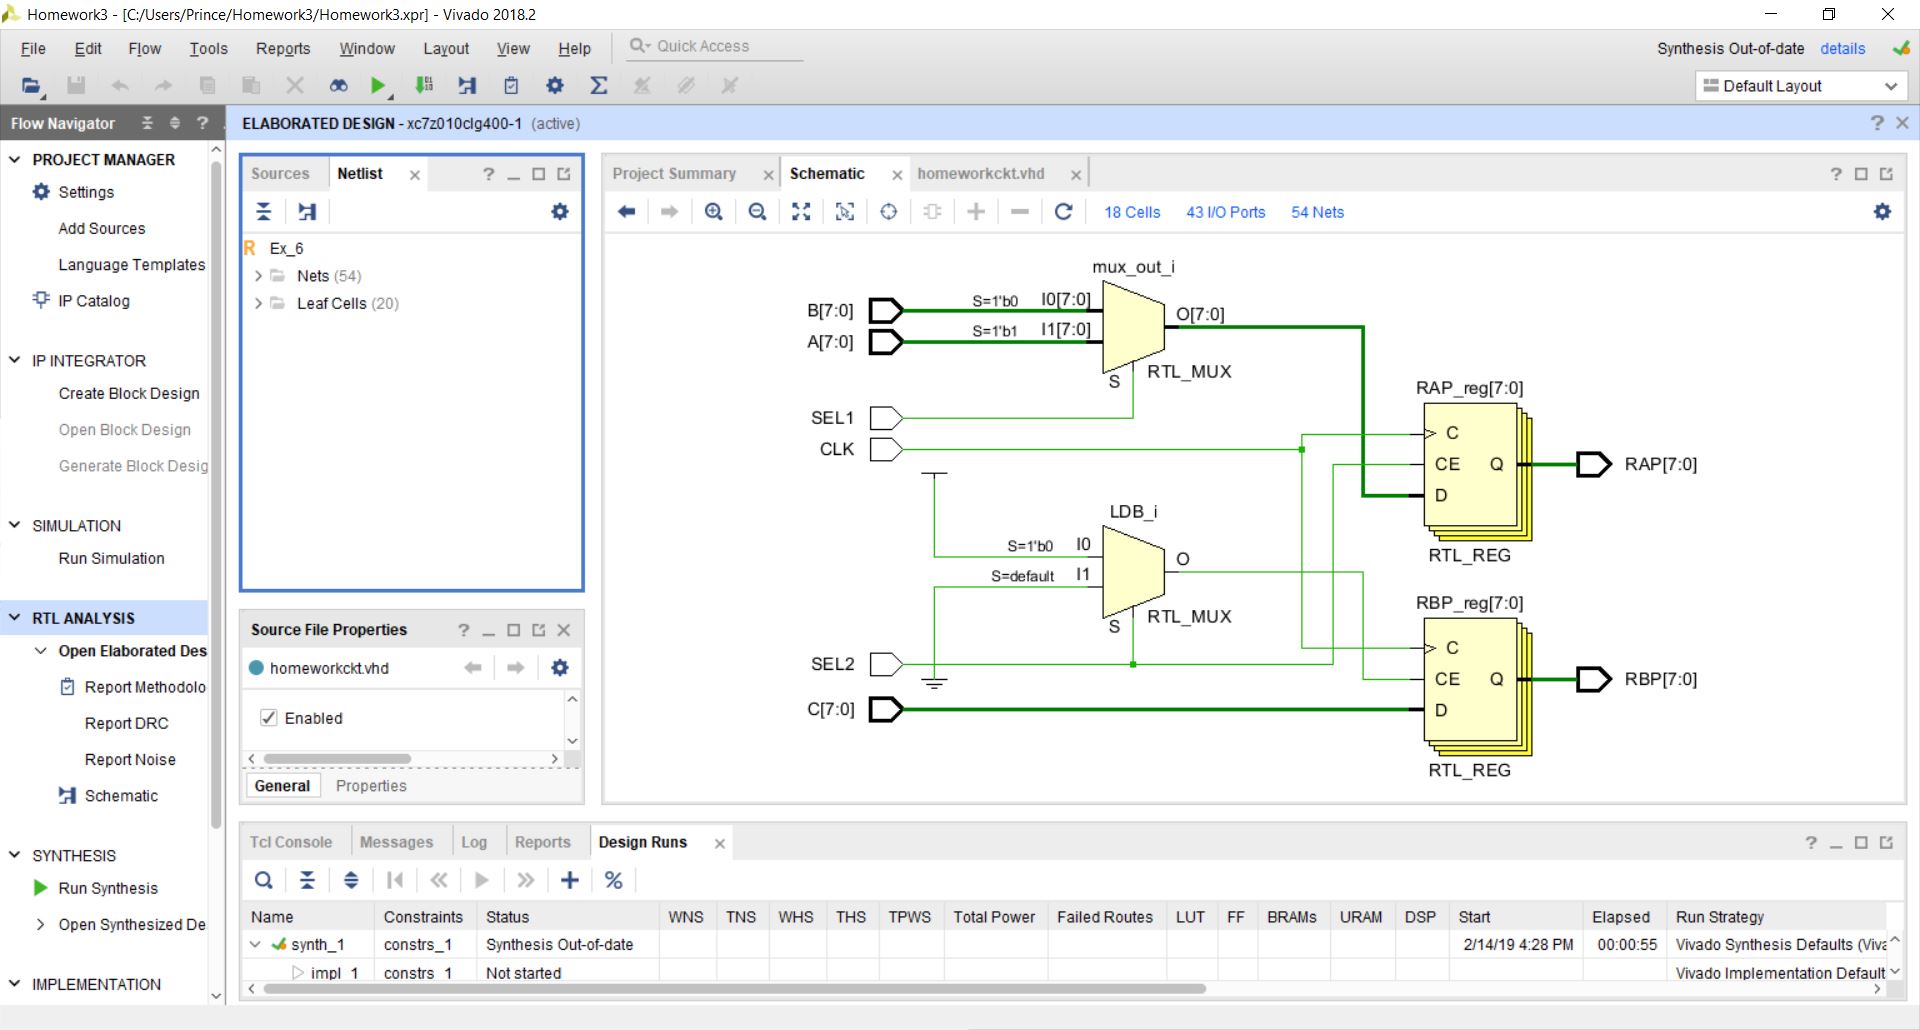 Homework3 - [C:/Users/Prince/Homework3/Homework3.xpr] - Vivado 2018.2
File Edit Flow Tools Reports Window Layout View Help Quick Access
Synthesis Out-of-date details
Default Layout
Flow Navigator
ELABORATED DESIGN - xc7z010clg400-1 (active)
PROJECT MANAGER
Settings
Add Sources
Language Templates
IP Catalog
IP INTEGRATOR
Create Block Design
Open Block Design
Generate Block Desig
SIMULATION
Run Simulation
RTL ANALYSIS
Open Elaborated Des
Report Methodolo
Report DRC
Report Noise
Schematic
SYNTHESIS
Run Synthesis
Open Synthesized De
IMPLEMENTATION
Sources Netlist
R Ex_6
Nets (54)
Leaf Cells (20)
Source File Properties
homeworkckt.vhd
Enabled
General Properties
Project Summary Schematic homeworkckt.vhd
18 Cells 43 I/O Ports 54 Nets
mux_out_i
B[7:0] S=1'b0 I0[7:0] O[7:0]
A[7:0] S=1'b1 I1[7:0]
S RTL_MUX
SEL1
CLK
RAP_reg[7:0]
C
CE Q RAP[7:0]
D
RTL_REG
LDB_i
S=1'b0 I0 O
S=default I1
S RTL_MUX
SEL2
C[7:0]
RBP_reg[7:0]
C
CE Q RBP[7:0]
D
RTL_REG
Tcl Console Messages Log Reports Design Runs
Name Constraints Status WNS TNS WHS THS TPWS Total Power Failed Routes LUT FF BRAMs URAM DSP Start Elapsed Run Strategy
synth_1 constrs_1 Synthesis Out-of-date 2/14/19 4:28 PM 00:00:55 Vivado Synthesis Defaults (Viva
impl_1 constrs_1 Not started Vivado Implementation Default